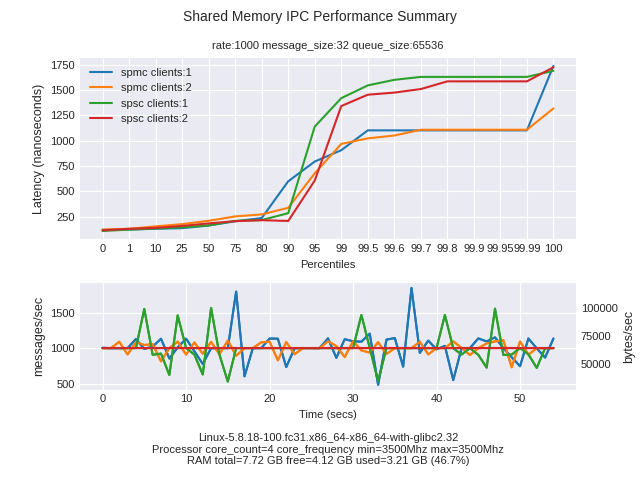 Shared Memory IPC Performance Summary
rate:1000 message_size:32 queue_size:65536
Latency (nanoseconds)
1750
1500
1250
1000
750
500
250
spmc clients:1
spmc clients:2
spsc clients:1
spsc clients:2
0 1 10 25 50 75 80 90 95 99 99.5 99.6 99.7 99.8 99.9 99.95 99.99 100
Percentiles
messages/sec
1500
1000
500
100000
75000
50000
bytes/sec
0 10 20 30 40 50
Time (secs)
Linux-5.8.18-100.fc31.x86_64-x86_64-with-glibc2.32
Processor core_count=4 core_frequency min=3500Mhz max=3500Mhz
RAM total=7.72 GB free=4.12 GB used=3.21 GB (46.7%)